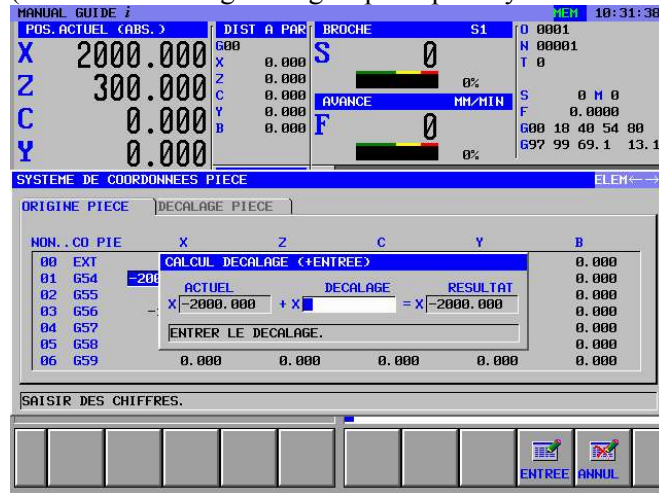 MANUAL GUIDE i MEM 10:31:38
POS.ACTUEL (ABS.) DIST A PAR BROCHE S1 O 0001
X 2000.000 G00 S 0 N 00001
X 0.000 T 0
Z 300.000 Z 0.000 0%
C 0.000 S 0 M 0
C 0.000 Y 0.000 AVANCE MM/MIN F 0.0000
B 0.000 F 0 G00 18 40 54 80
Y 0.000 0% G97 99 69.1 13.1
SYSTEME DE COORDONNEES PIECE ELEM←→
ORIGINE PIECE DECALAGE PIECE
NON..CO PIE X Z C Y B
00 EXT 0.000
CALCUL DECALAGE (+ENTREE)
01 G54 -200 0.000
ACTUEL DECALAGE RESULTAT
02 G55 0.000
X -2000.000 + X = X -2000.000
03 G56 0.000
04 G57 0.000
ENTRER LE DECALAGE.
05 G58 0.000
06 G59 0.000 0.000 0.000 0.000 0.000
SAISIR DES CHIFFRES.
ENTREE ANNUL